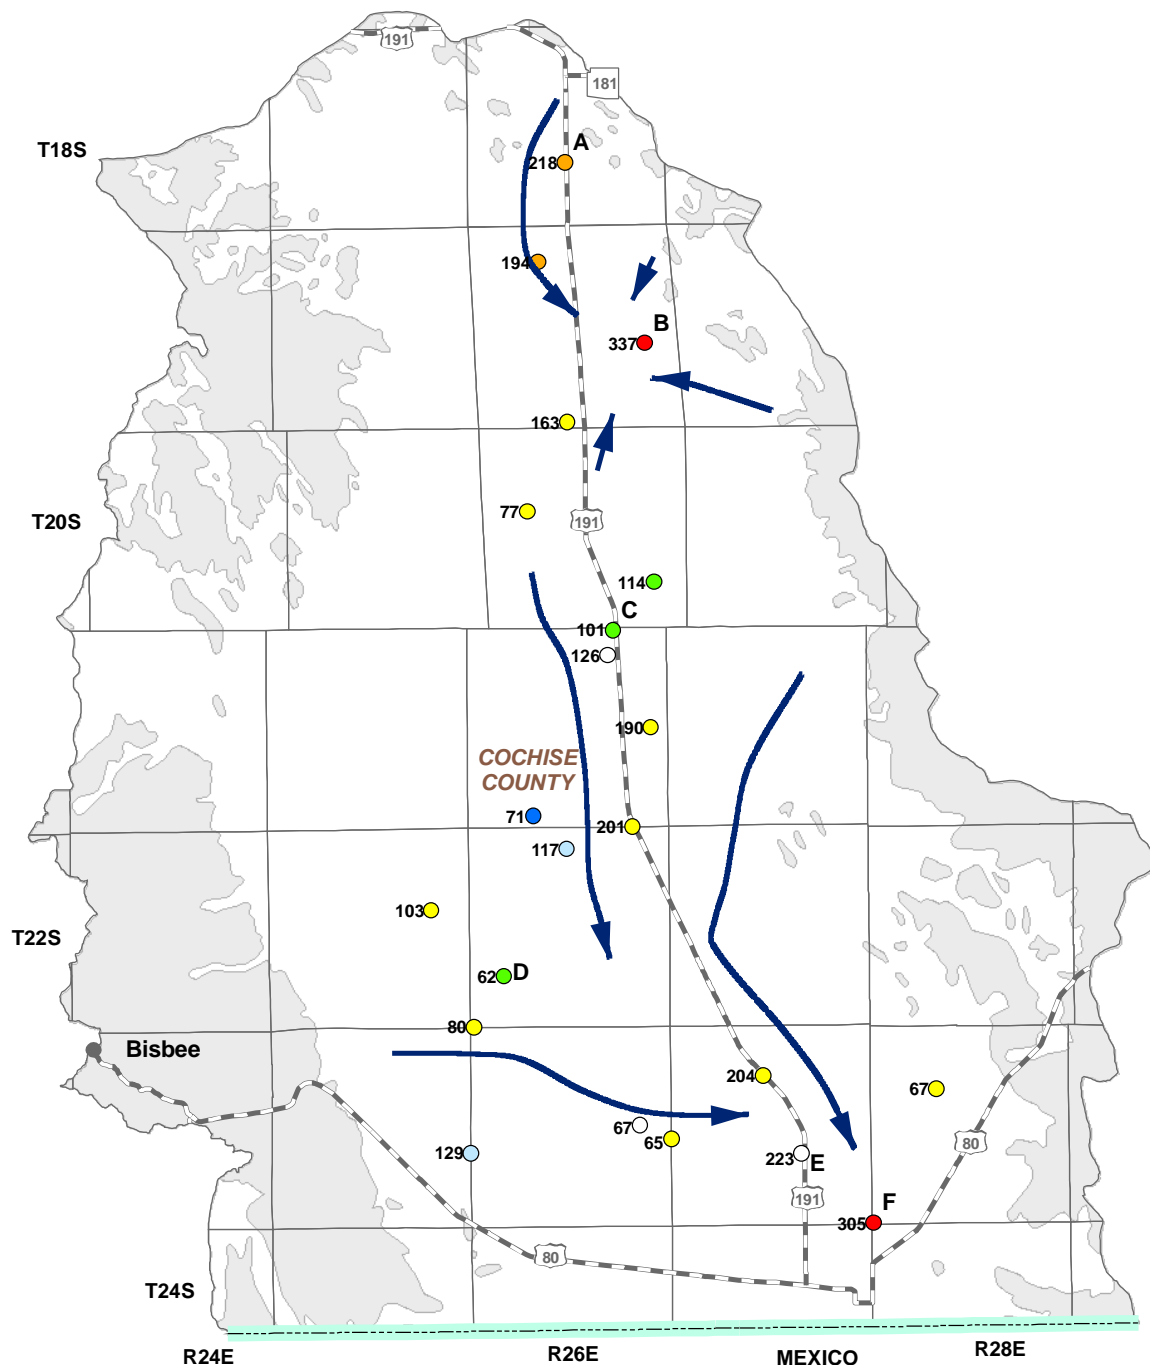 191
181
T18S
A
218
194
B
337
163
77
T20S
191
114
C
101
126
190
COCHISE
COUNTY
71
201
117
103
T22S
62 D
80
Bisbee
204
67
67
65
80
129
223 E
191
F
305
80
T24S
R24E
R26E
MEXICO
R28E